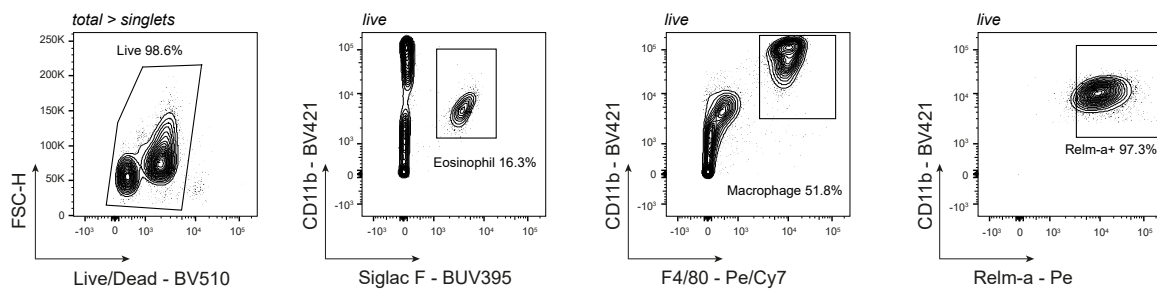 total > singlets
Live 98.6%
250K
200K
150K
100K
50K
0
-10³
0
10³
10⁴
10⁵
FSC-H
Live/Dead - BV510
live
Eosinophil 16.3%
10⁵
10⁴
10³
0
-10³
-10³
0
10³
10⁴
10⁵
CD11b - BV421
Siglac F - BUV395
live
Macrophage 51.8%
10⁵
10⁴
10³
0
-10³
-10³
0
10³
10⁴
10⁵
CD11b - BV421
F4/80 - Pe/Cy7
live
Relm-a+ 97.3%
10⁵
10⁴
10³
0
-10³
-10³
0
10³
10⁴
10⁵
CD11b - BV421
Relm-a - Pe